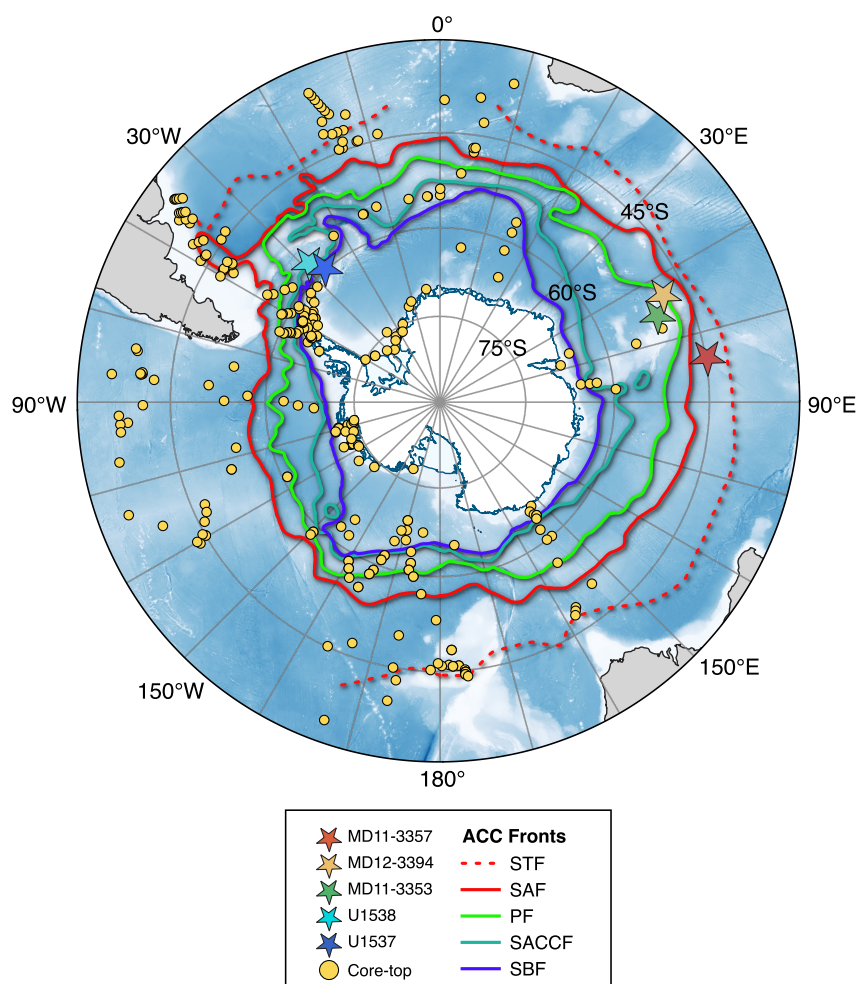 0°
30°W
30°E
45°S
60°S
75°S
90°W
90°E
150°W
150°E
180°
MD11-3357
MD12-3394
MD11-3353
U1538
U1537
Core-top
ACC Fronts
STF
SAF
PF
SACCF
SBF